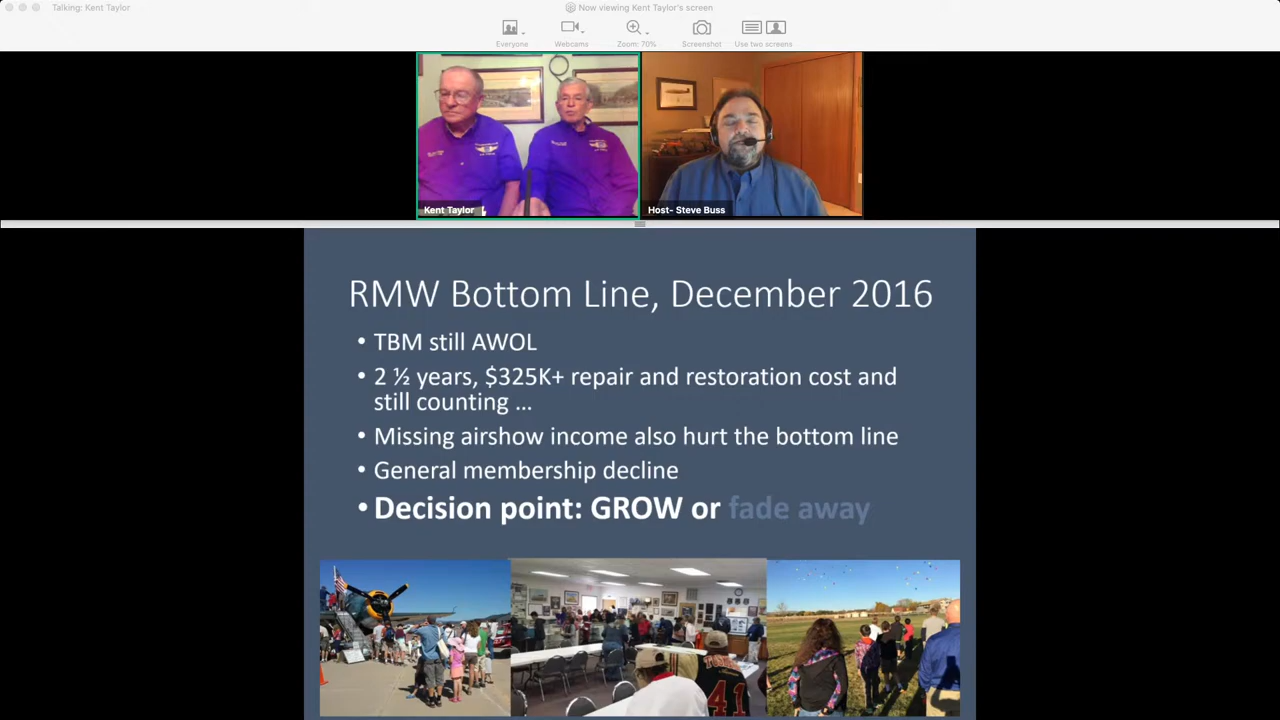 Talking: Kent Taylor
Now viewing Kent Taylor's screen
Everyone
Webcams
Zoom: 70%
Screenshot
Use two screens
Kent Taylor
Host- Steve Buss
RMW Bottom Line, December 2016
• TBM still AWOL
• 2 ½ years, $325K+ repair and restoration cost and
still counting ...
• Missing airshow income also hurt the bottom line
• General membership decline
• Decision point: GROW or fade away
41